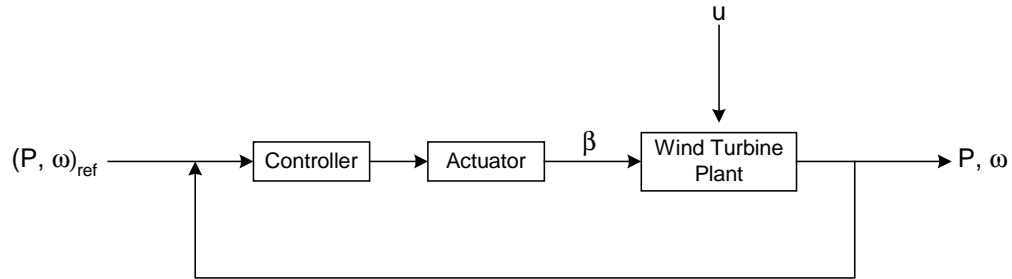 u
(P, ω)ref
Controller
Actuator
β
Wind Turbine
Plant
P, ω